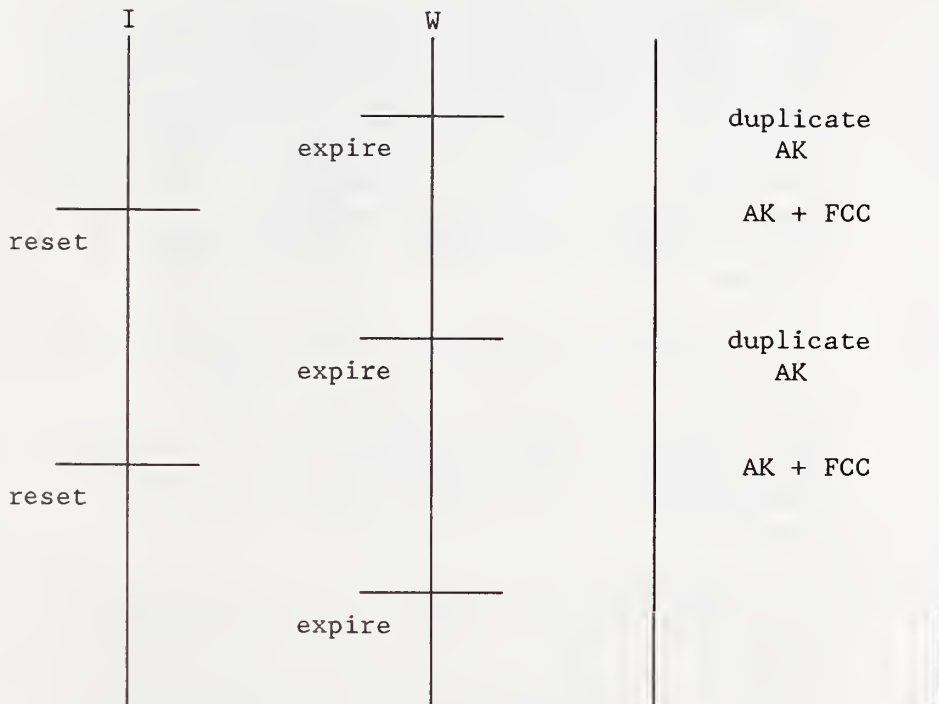 I W
duplicate
expire
AK
AK + FCC
reset
duplicate
expire
AK
AK + FCC
reset
expire